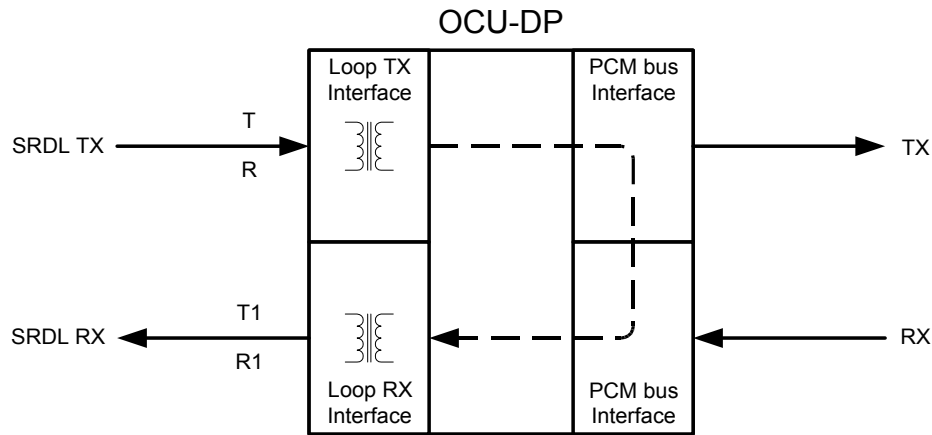 OCU-DP
Loop TX
Interface
PCM bus
Interface
T
SRDL TX
R
TX
T1
SRDL RX
R1
RX
Loop RX
Interface
PCM bus
Interface